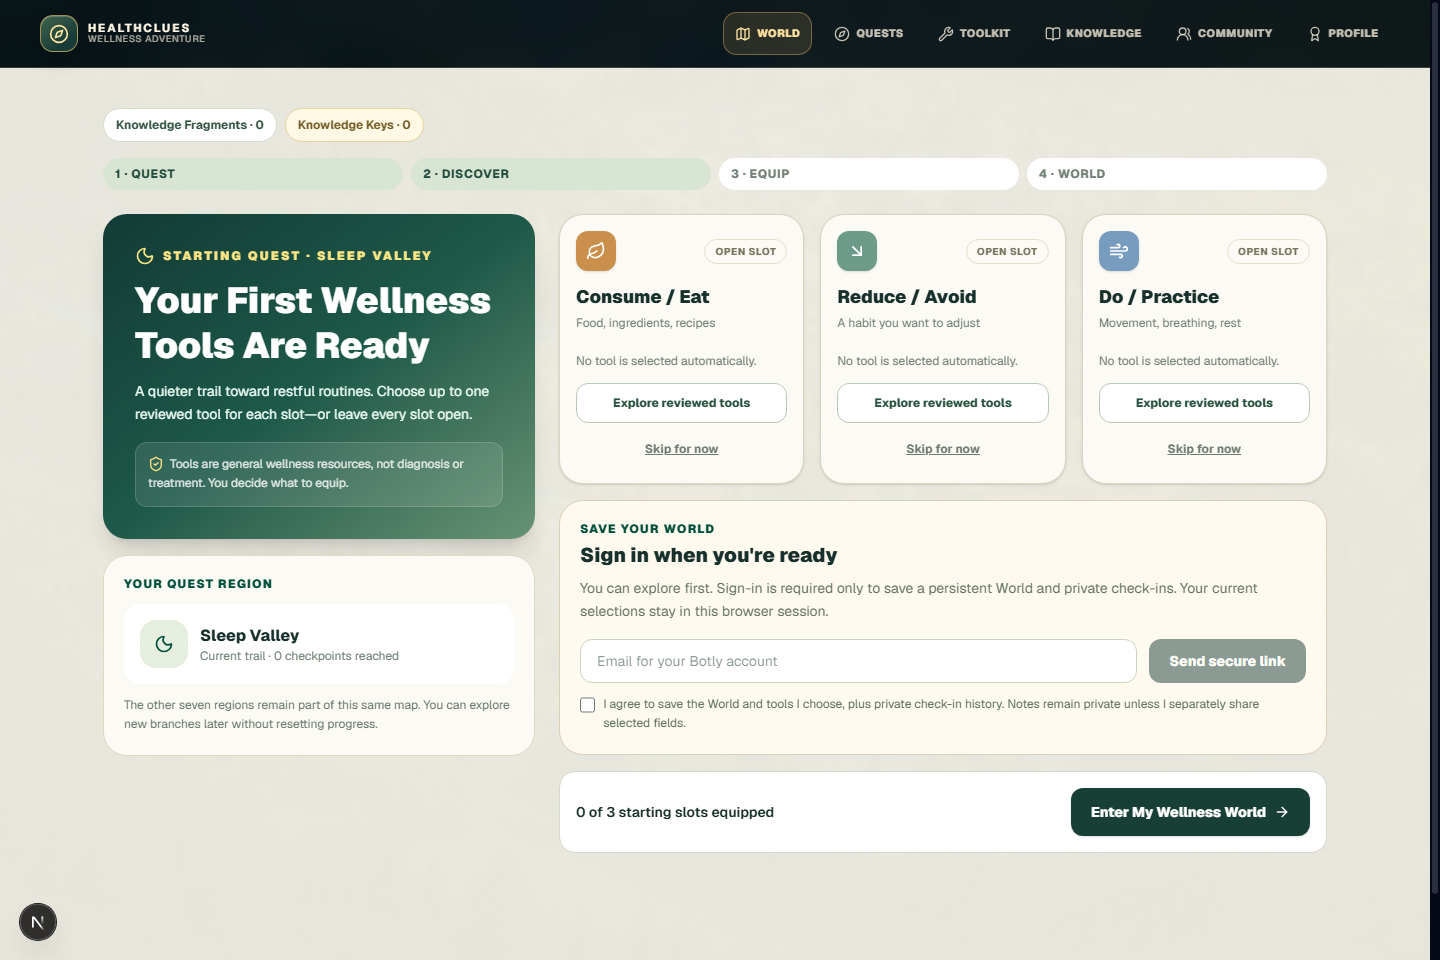 HEALTHCLUES
WELLNESS ADVENTURE
WORLD
QUESTS
TOOLKIT
KNOWLEDGE
COMMUNITY
PROFILE
Knowledge Fragments · 0
Knowledge Keys · 0
1 · QUEST
2 · DISCOVER
3 · EQUIP
4 · WORLD
STARTING QUEST · SLEEP VALLEY
Your First Wellness
Tools Are Ready
A quieter trail toward restful routines. Choose up to one
reviewed tool for each slot—or leave every slot open.
Tools are general wellness resources, not diagnosis or
treatment. You decide what to equip.
YOUR QUEST REGION
Sleep Valley
Current trail · 0 checkpoints reached
The other seven regions remain part of this same map. You can explore
new branches later without resetting progress.
OPEN SLOT
Consume / Eat
Food, ingredients, recipes
No tool is selected automatically.
Explore reviewed tools
Skip for now
OPEN SLOT
Reduce / Avoid
A habit you want to adjust
No tool is selected automatically.
Explore reviewed tools
Skip for now
OPEN SLOT
Do / Practice
Movement, breathing, rest
No tool is selected automatically.
Explore reviewed tools
Skip for now
SAVE YOUR WORLD
Sign in when you're ready
You can explore first. Sign-in is required only to save a persistent World and private check-ins. Your current
selections stay in this browser session.
Email for your Botly account
Send secure link
I agree to save the World and tools I choose, plus private check-in history. Notes remain private unless I separately share
selected fields.
0 of 3 starting slots equipped
Enter My Wellness World
N